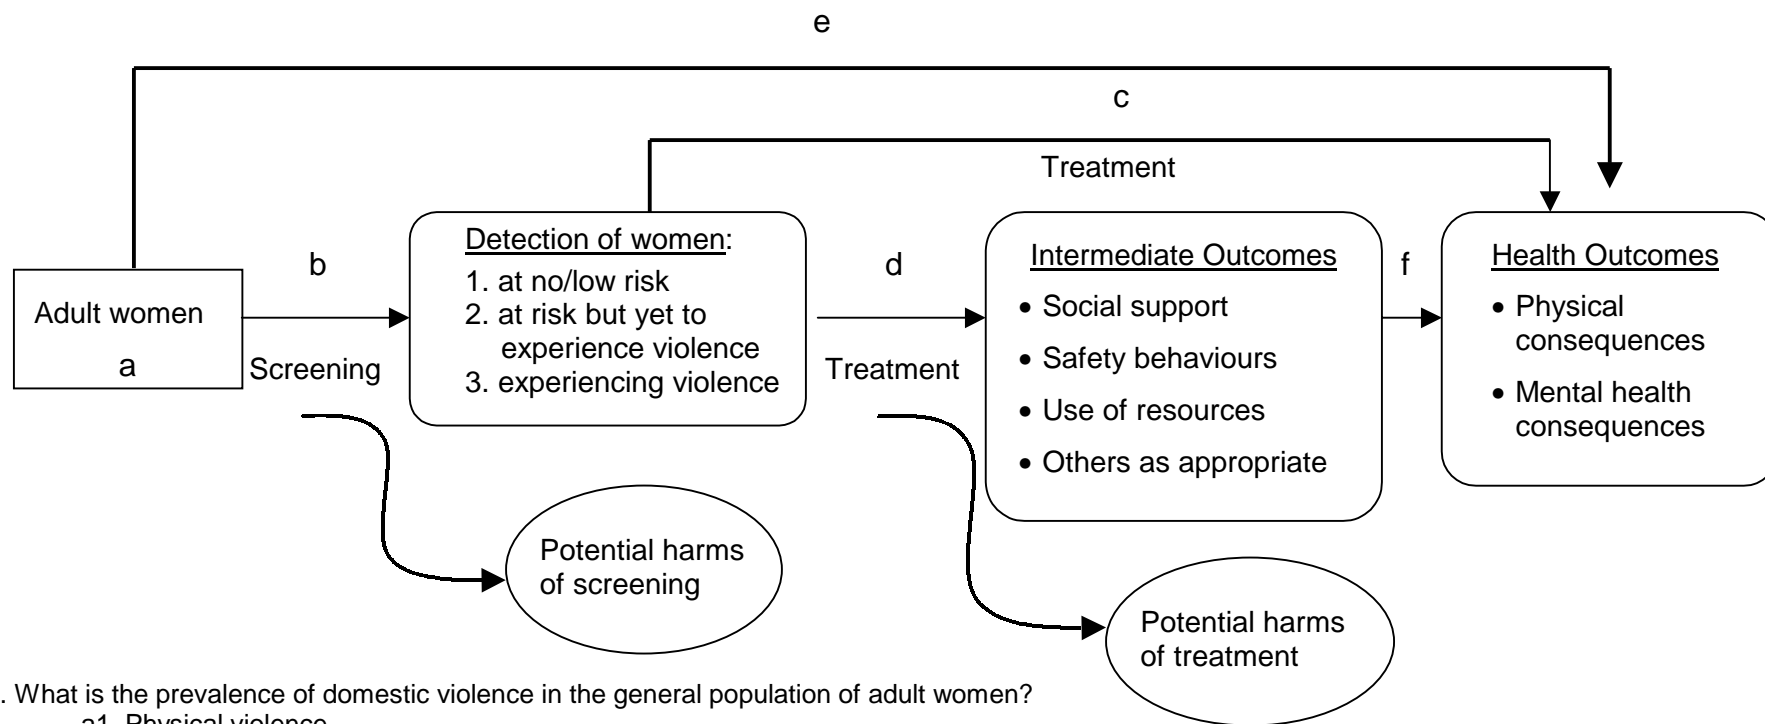 e
c
Treatment
Adult women
a
b
Screening
Detection of women:
1. at no/low risk
2. at risk but yet to
experience violence
3. experiencing violence
d
Treatment
Intermediate Outcomes
• Social support
• Safety behaviours
• Use of resources
• Others as appropriate
f
Health Outcomes
• Physical
consequences
• Mental health
consequences
Potential harms
of screening
Potential harms
of treatment
. What is the prevalence of domestic violence in the general population of adult women?
a1. Physical violence